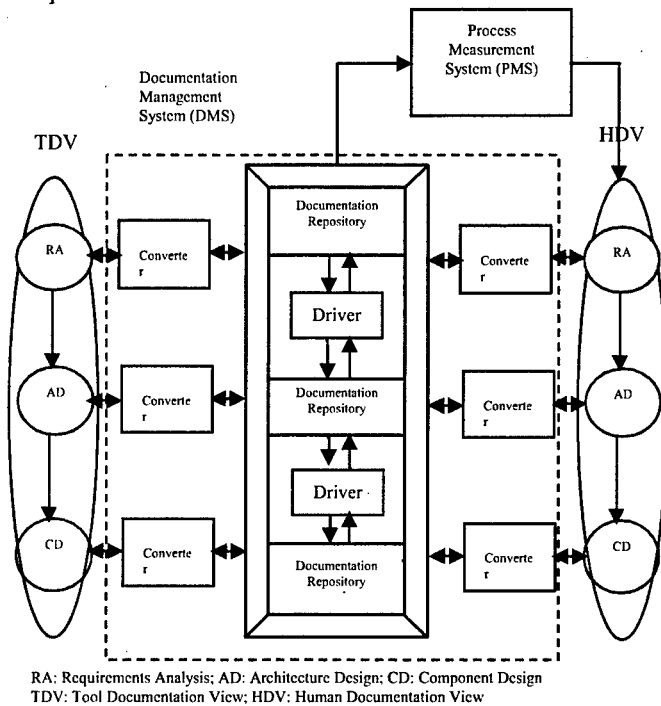 Process
Measurement
System (PMS)
Documentation
Management
System (DMS)
TDV
HDV
Documentation
Repository
RA
Converte
r
Converte
r
RA
Driver
AD
Converte
r
Documentation
Repository
Converte
r
AD
Driver
CD
Converte
r
Documentation
Repository
Converte
r
CD
RA: Requirements Analysis; AD: Architecture Design; CD: Component Design
TDV: Tool Documentation View; HDV: Human Documentation View